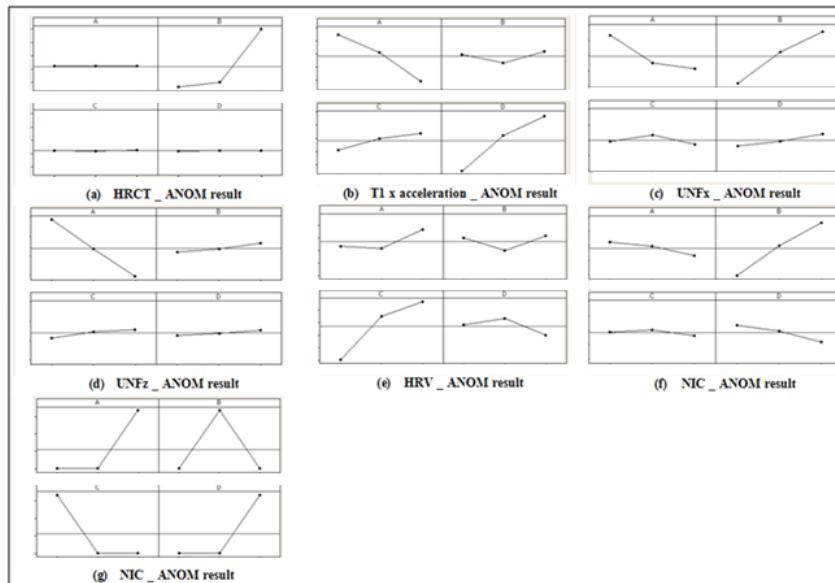 A B
C D
(a) HRCT _ ANOM result
A B
C D
(b) T1 x acceleration _ ANOM result
A B
C D
(c) UNFx _ ANOM result
A B
C D
(d) UNFz _ ANOM result
A B
C D
(e) HRV _ ANOM result
A B
C D
(f) NIC _ ANOM result
A B
C D
(g) NIC _ ANOM result